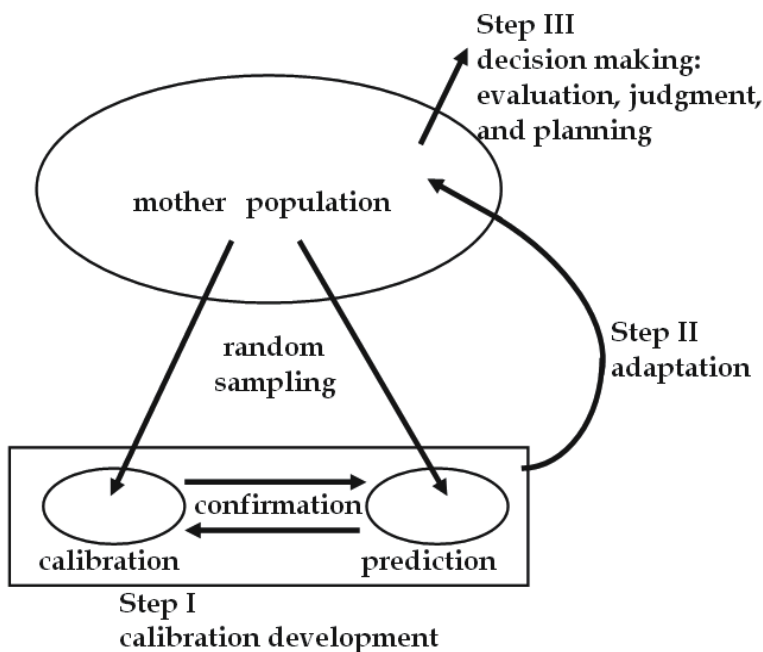 Step III
decision making:
evaluation, judgment,
and planning
mother population
random
sampling
Step II
adaptation
confirmation
calibration
prediction
Step I
calibration development